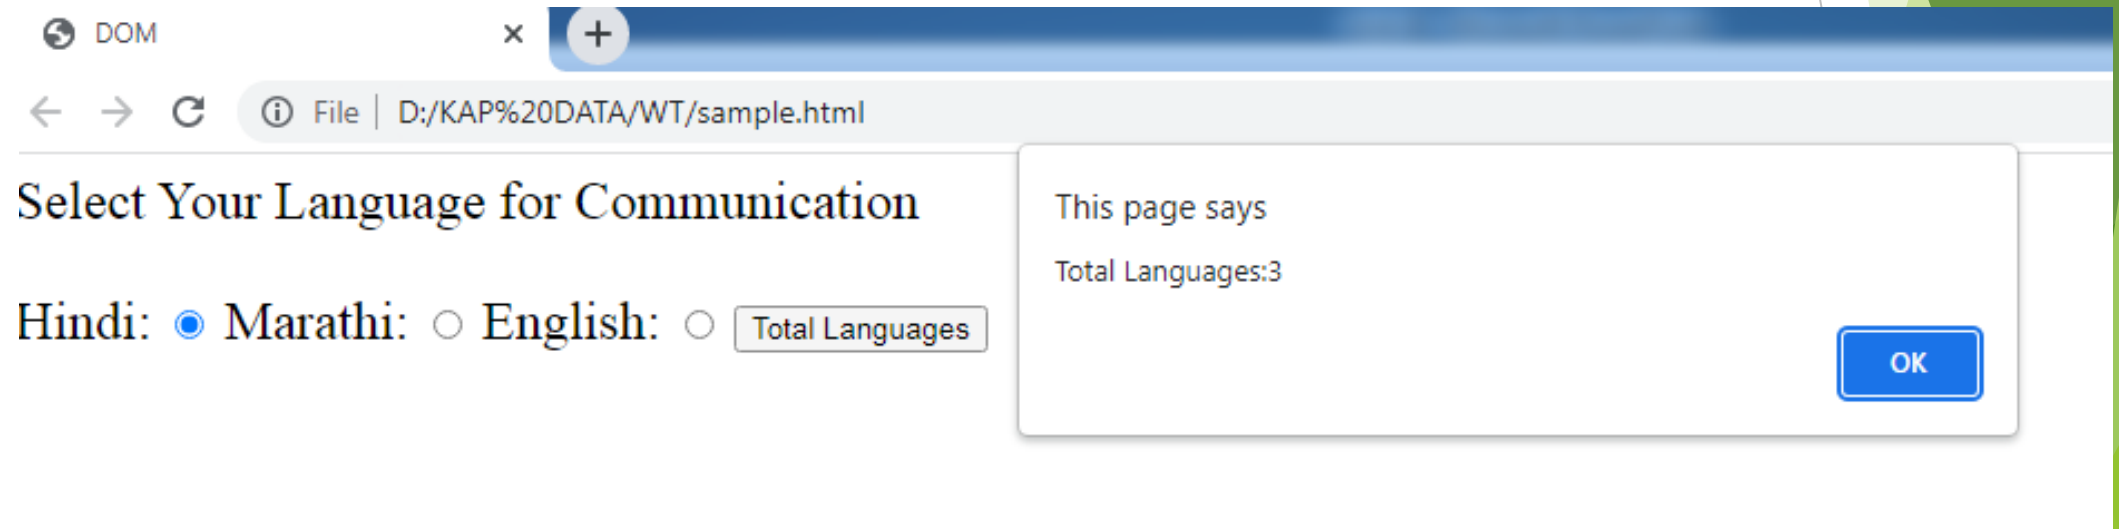 DOM
File | D:/KAP%20DATA/WT/sample.html
Select Your Language for Communication
Hindi: Marathi: English: Total Languages
This page says
Total Languages:3
OK